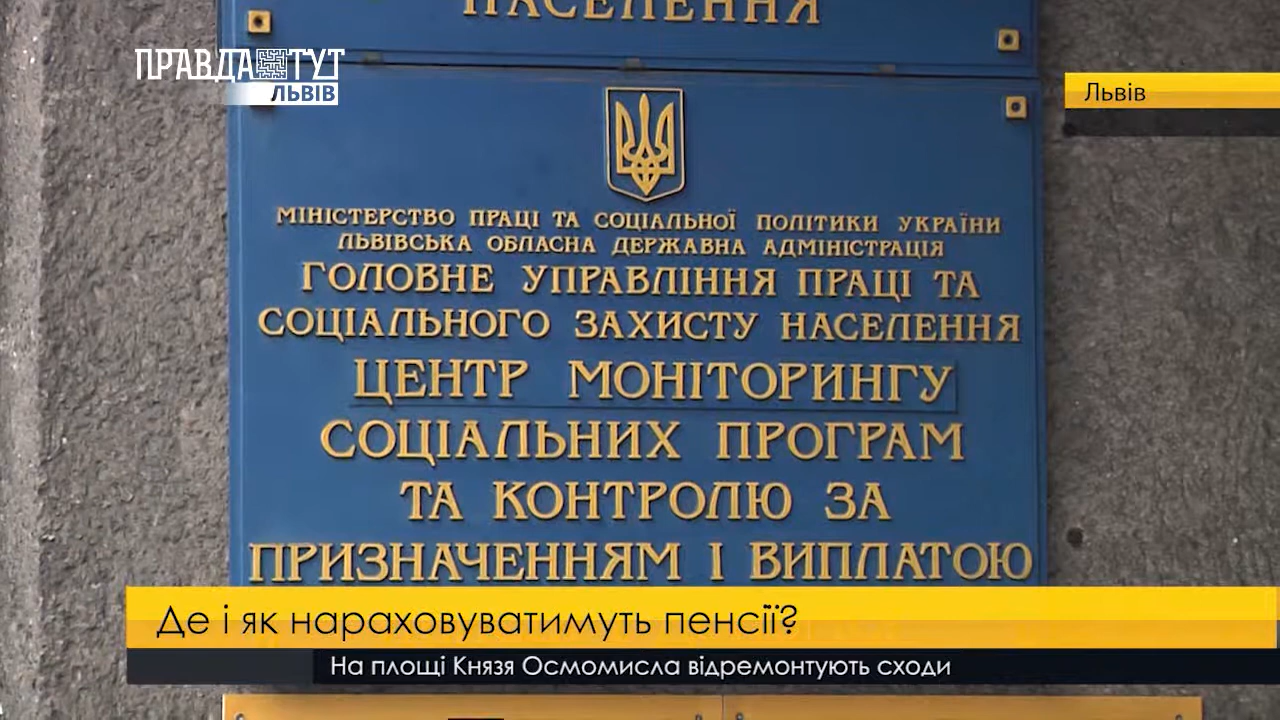 НАСЕЛЕННЯ
ПРАВДА ТУТ
ЛЬВІВ
Львів
МІНІСТЕРСТВО ПРАЦІ ТА СОЦІАЛЬНОЇ ПОЛІТИКИ УКРАЇНИ
ЛЬВІВСЬКА ОБЛАСНА ДЕРЖАВНА АДМІНІСТРАЦІЯ
ГОЛОВНЕ УПРАВЛІННЯ ПРАЦІ ТА
СОЦІАЛЬНОГО ЗАХИСТУ НАСЕЛЕННЯ
ЦЕНТР МОНІТОРИНГУ
СОЦІАЛЬНИХ ПРОГРАМ
ТА КОНТРОЛЮ ЗА
ПРИЗНАЧЕННЯМ І ВИПЛАТОЮ
Де і як нараховуватимуть пенсії?
На площі Князя Осмомисла відремонтують сходи